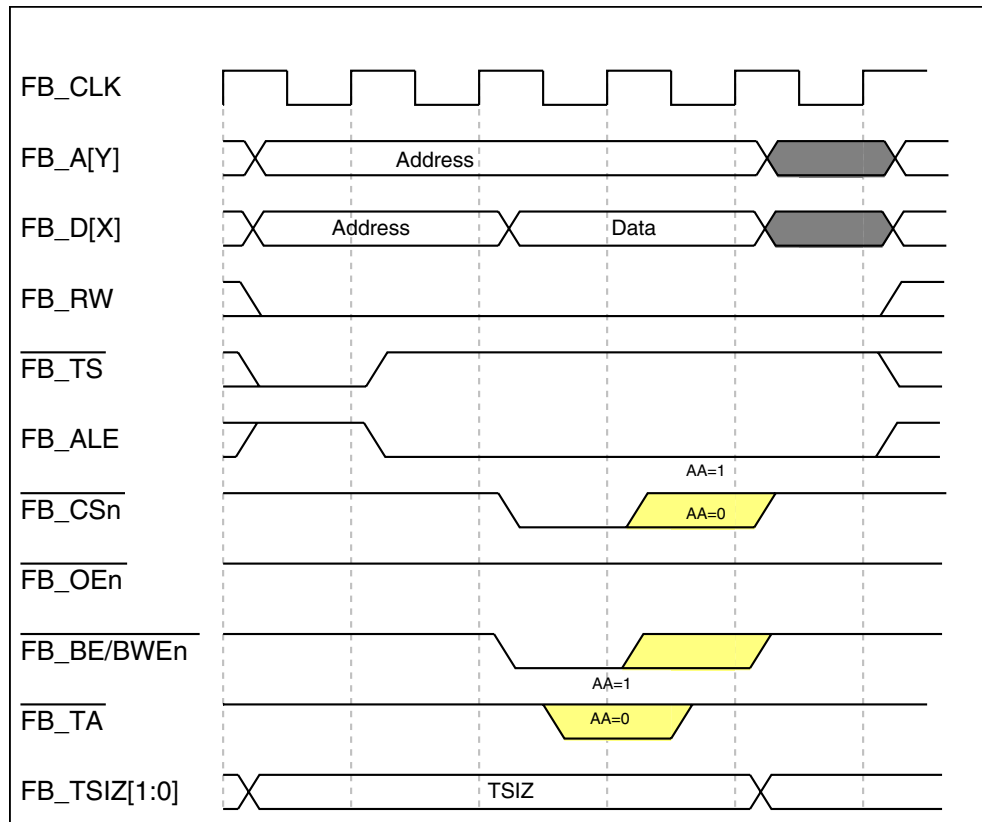 FB_CLK
FB_A[Y]
Address
FB_D[X]
Address
Data
FB_RW
FB_TS
FB_ALE
AA=1
FB_CSn
AA=0
FB_OEn
FB_BE/BWEn
AA=1
FB_TA
AA=0
FB_TSIZ[1:0]
TSIZ